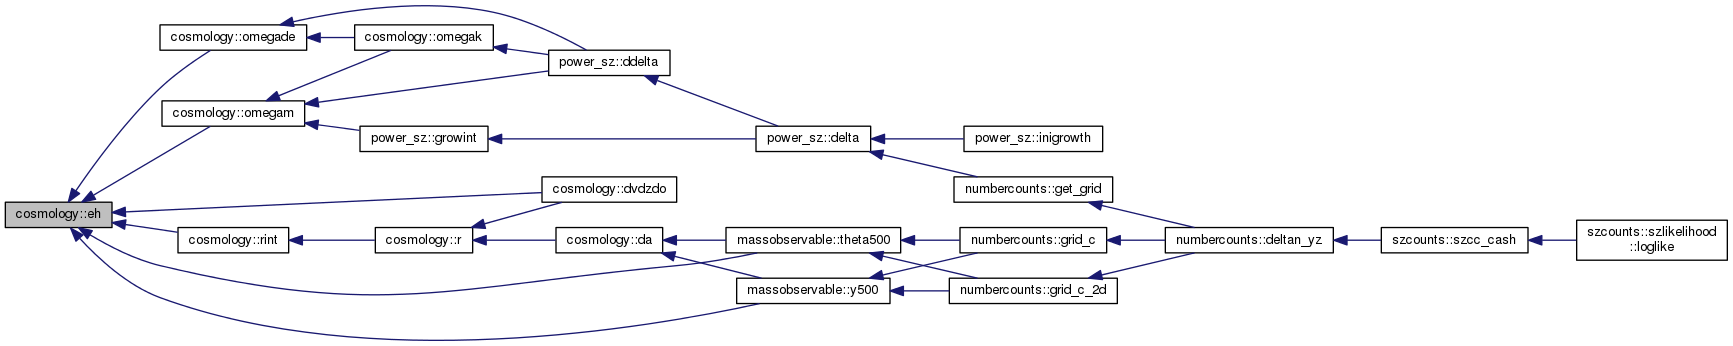 cosmology::omegade
cosmology::omegak
power_sz::ddelta
cosmology::omegam
power_sz::growint
power_sz::delta
power_sz::inigrowth
cosmology::dvdzdo
numbercounts::get_grid
cosmology::eh
cosmology::rint
cosmology::r
cosmology::da
massobservable::theta500
numbercounts::grid_c
numbercounts::deltan_yz
szcounts::szcc_cash
szcounts::szlikelihood
::loglike
massobservable::y500
numbercounts::grid_c_2d